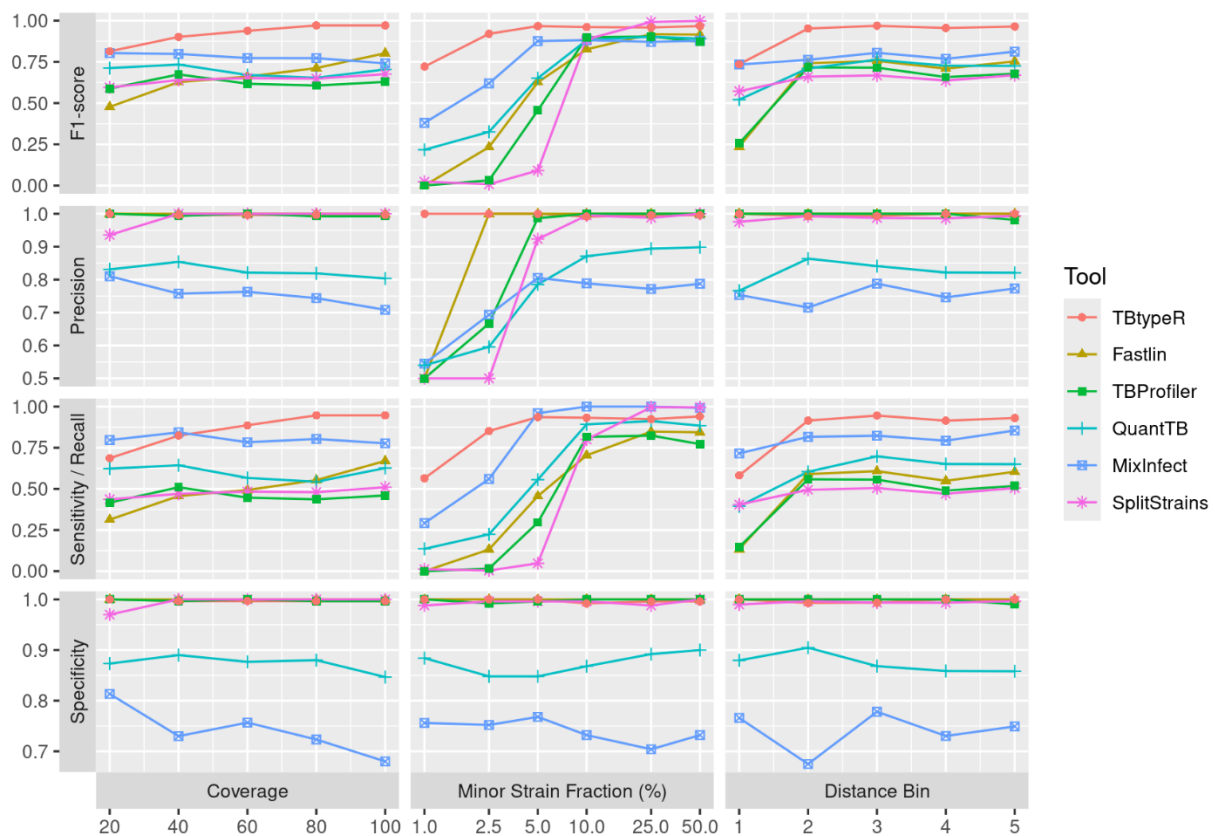 F1-score
1.00
0.75
0.50
0.25
0.00
Precision
1.0
0.9
0.8
0.7
0.6
0.5
Sensitivity / Recall
1.00
0.75
0.50
0.25
0.00
Specificity
1.0
0.9
0.8
0.7
Coverage
Minor Strain Fraction (%)
Distance Bin
20 40 60 80 100
1.0 2.5 5.0 10.0 25.0 50.0
1 2 3 4 5
Tool
TBtypeR
Fastlin
TBProfiler
QuantTB
MixInfect
SplitStrains